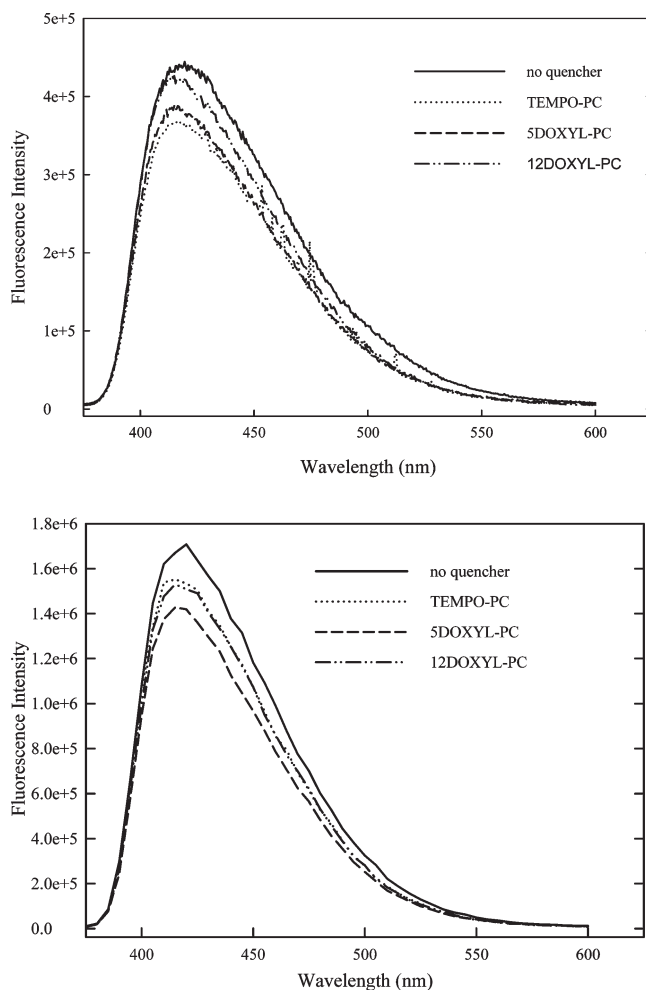 5e+5
4e+5
3e+5
2e+5
1e+5
0
Fluorescence Intensity
no quencher
TEMPO-PC
5DOXYL-PC
12DOXYL-PC
400 450 500 550 600
Wavelength (nm)
1.8e+6
1.6e+6
1.4e+6
1.2e+6
1.0e+6
8.0e+5
6.0e+5
4.0e+5
2.0e+5
0.0
Fluorescence Intensity
no quencher
TEMPO-PC
5DOXYL-PC
12DOXYL-PC
400 450 500 550 600
Wavelength (nm)